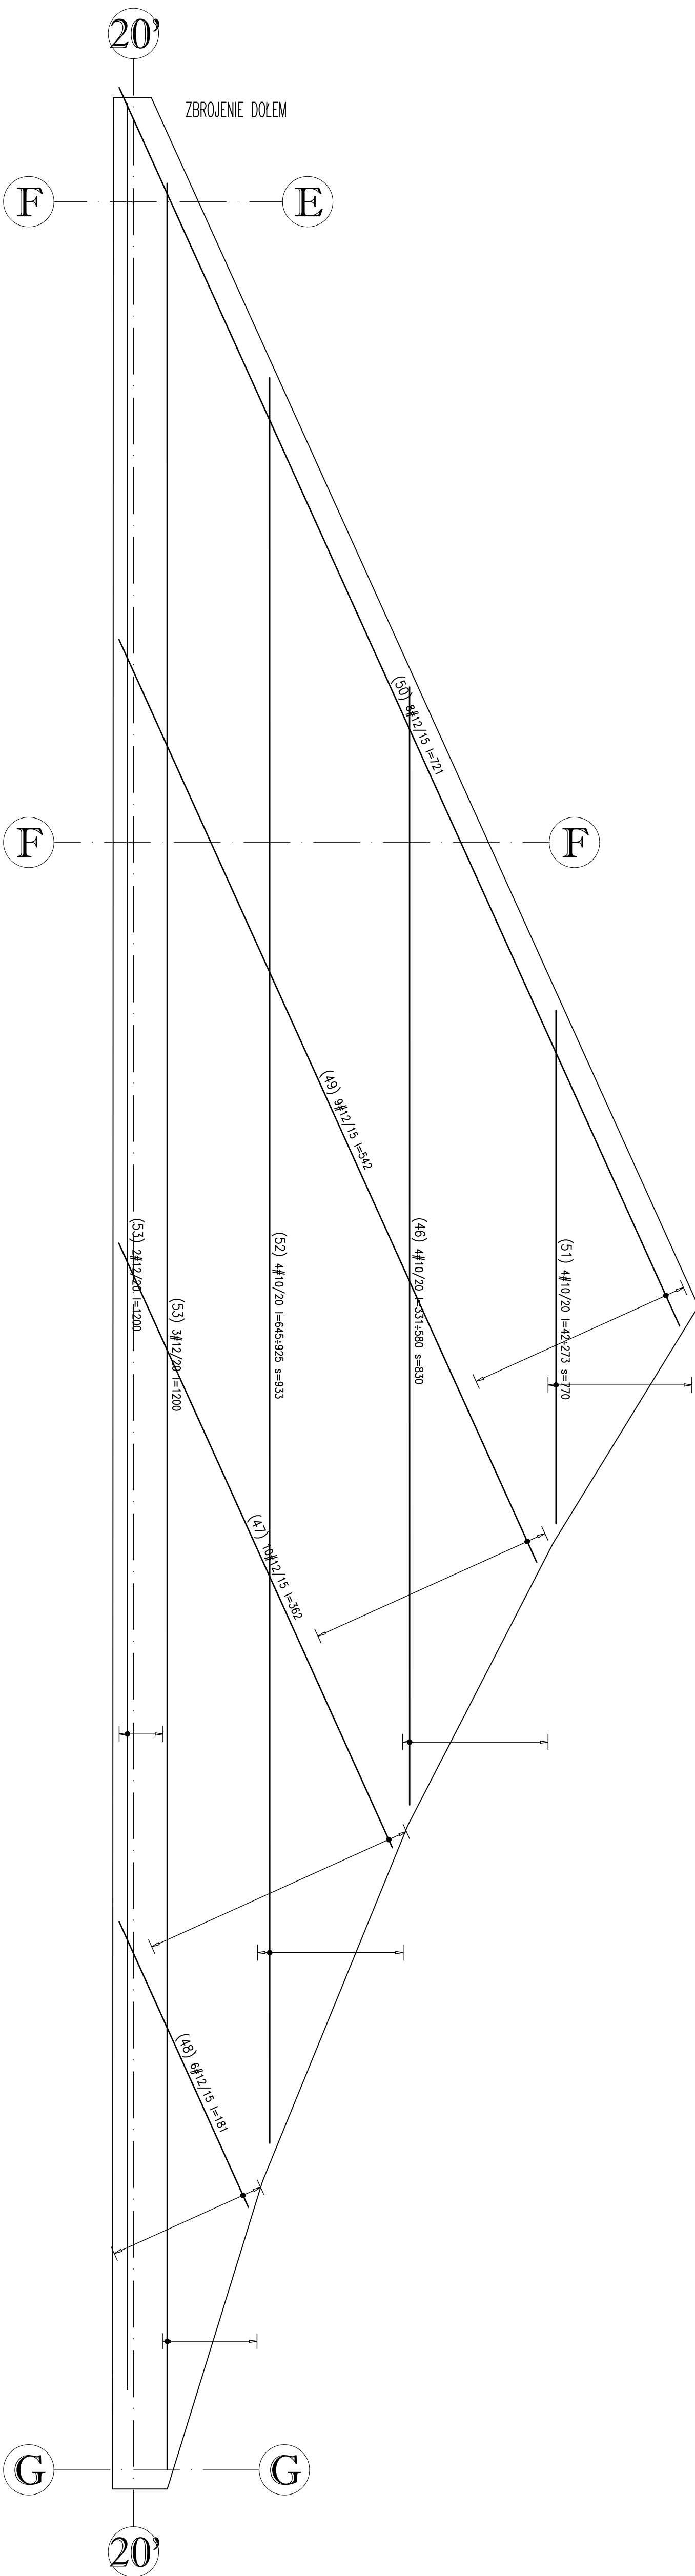 20'
ZBROJENIE DOŁEM
F
E
(50) 8#12/15 l=721
F
F
(49) 9#12/15 l=542
(53) 2#12/20 l=1200
(52) 4#10/20 l=645÷925 s=933
(46) 4#10/20 l=331÷580 s=830
(51) 4#10/20 l=42÷273 s=770
(53) 3#12/20 l=1200
(47) 10#12/15 l=362
(48) 6#12/15 l=181
G
G
20'